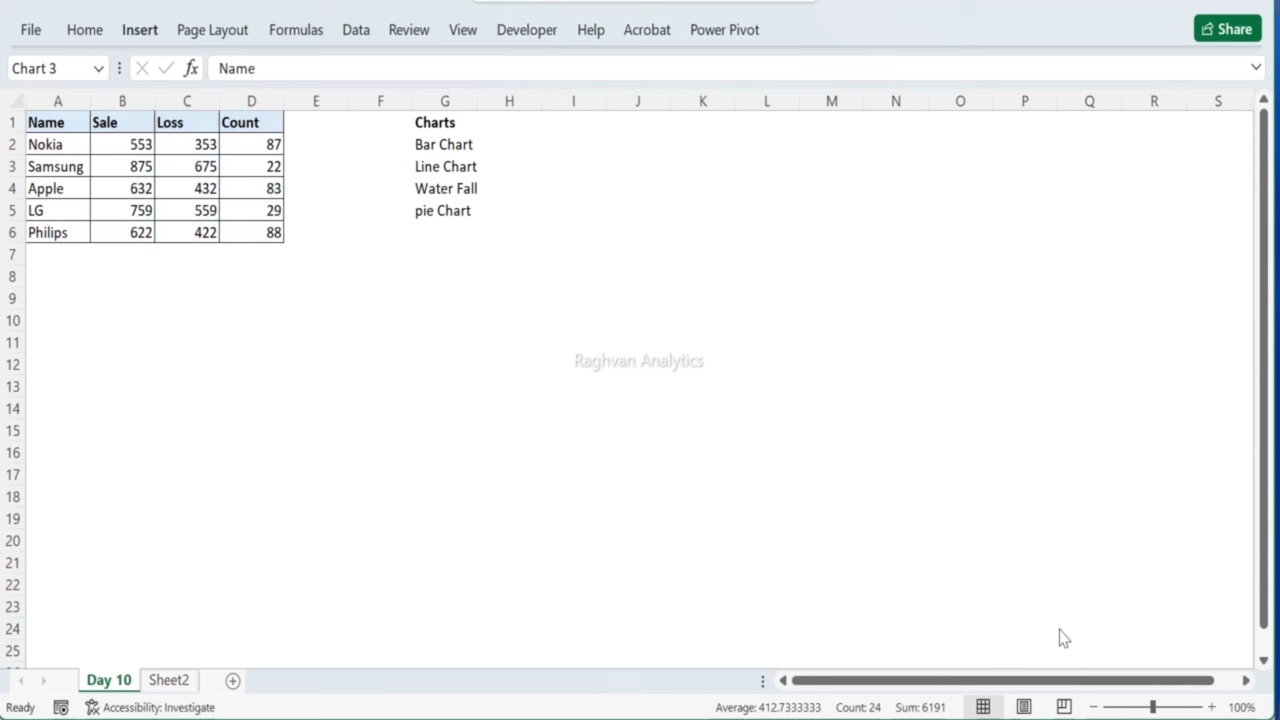 File Home Insert Page Layout Formulas Data Review View Developer Help Acrobat Power Pivot Share
Chart 3 fx Name
A B C D E F G H I J K L M N O P Q R S
1 Name Sale Loss Count Charts
2 Nokia 553 353 87 Bar Chart
3 Samsung 875 675 22 Line Chart
4 Apple 632 432 83 Water Fall
5 LG 759 559 29 pie Chart
6 Philips 622 422 88
7
8
9
10
11
12
Raghvan Analytics
13
14
15
16
17
18
19
20
21
22
23
24
25
Day 10 Sheet2
Ready Accessibility: Investigate Average: 412.7333333 Count: 24 Sum: 6191 100%